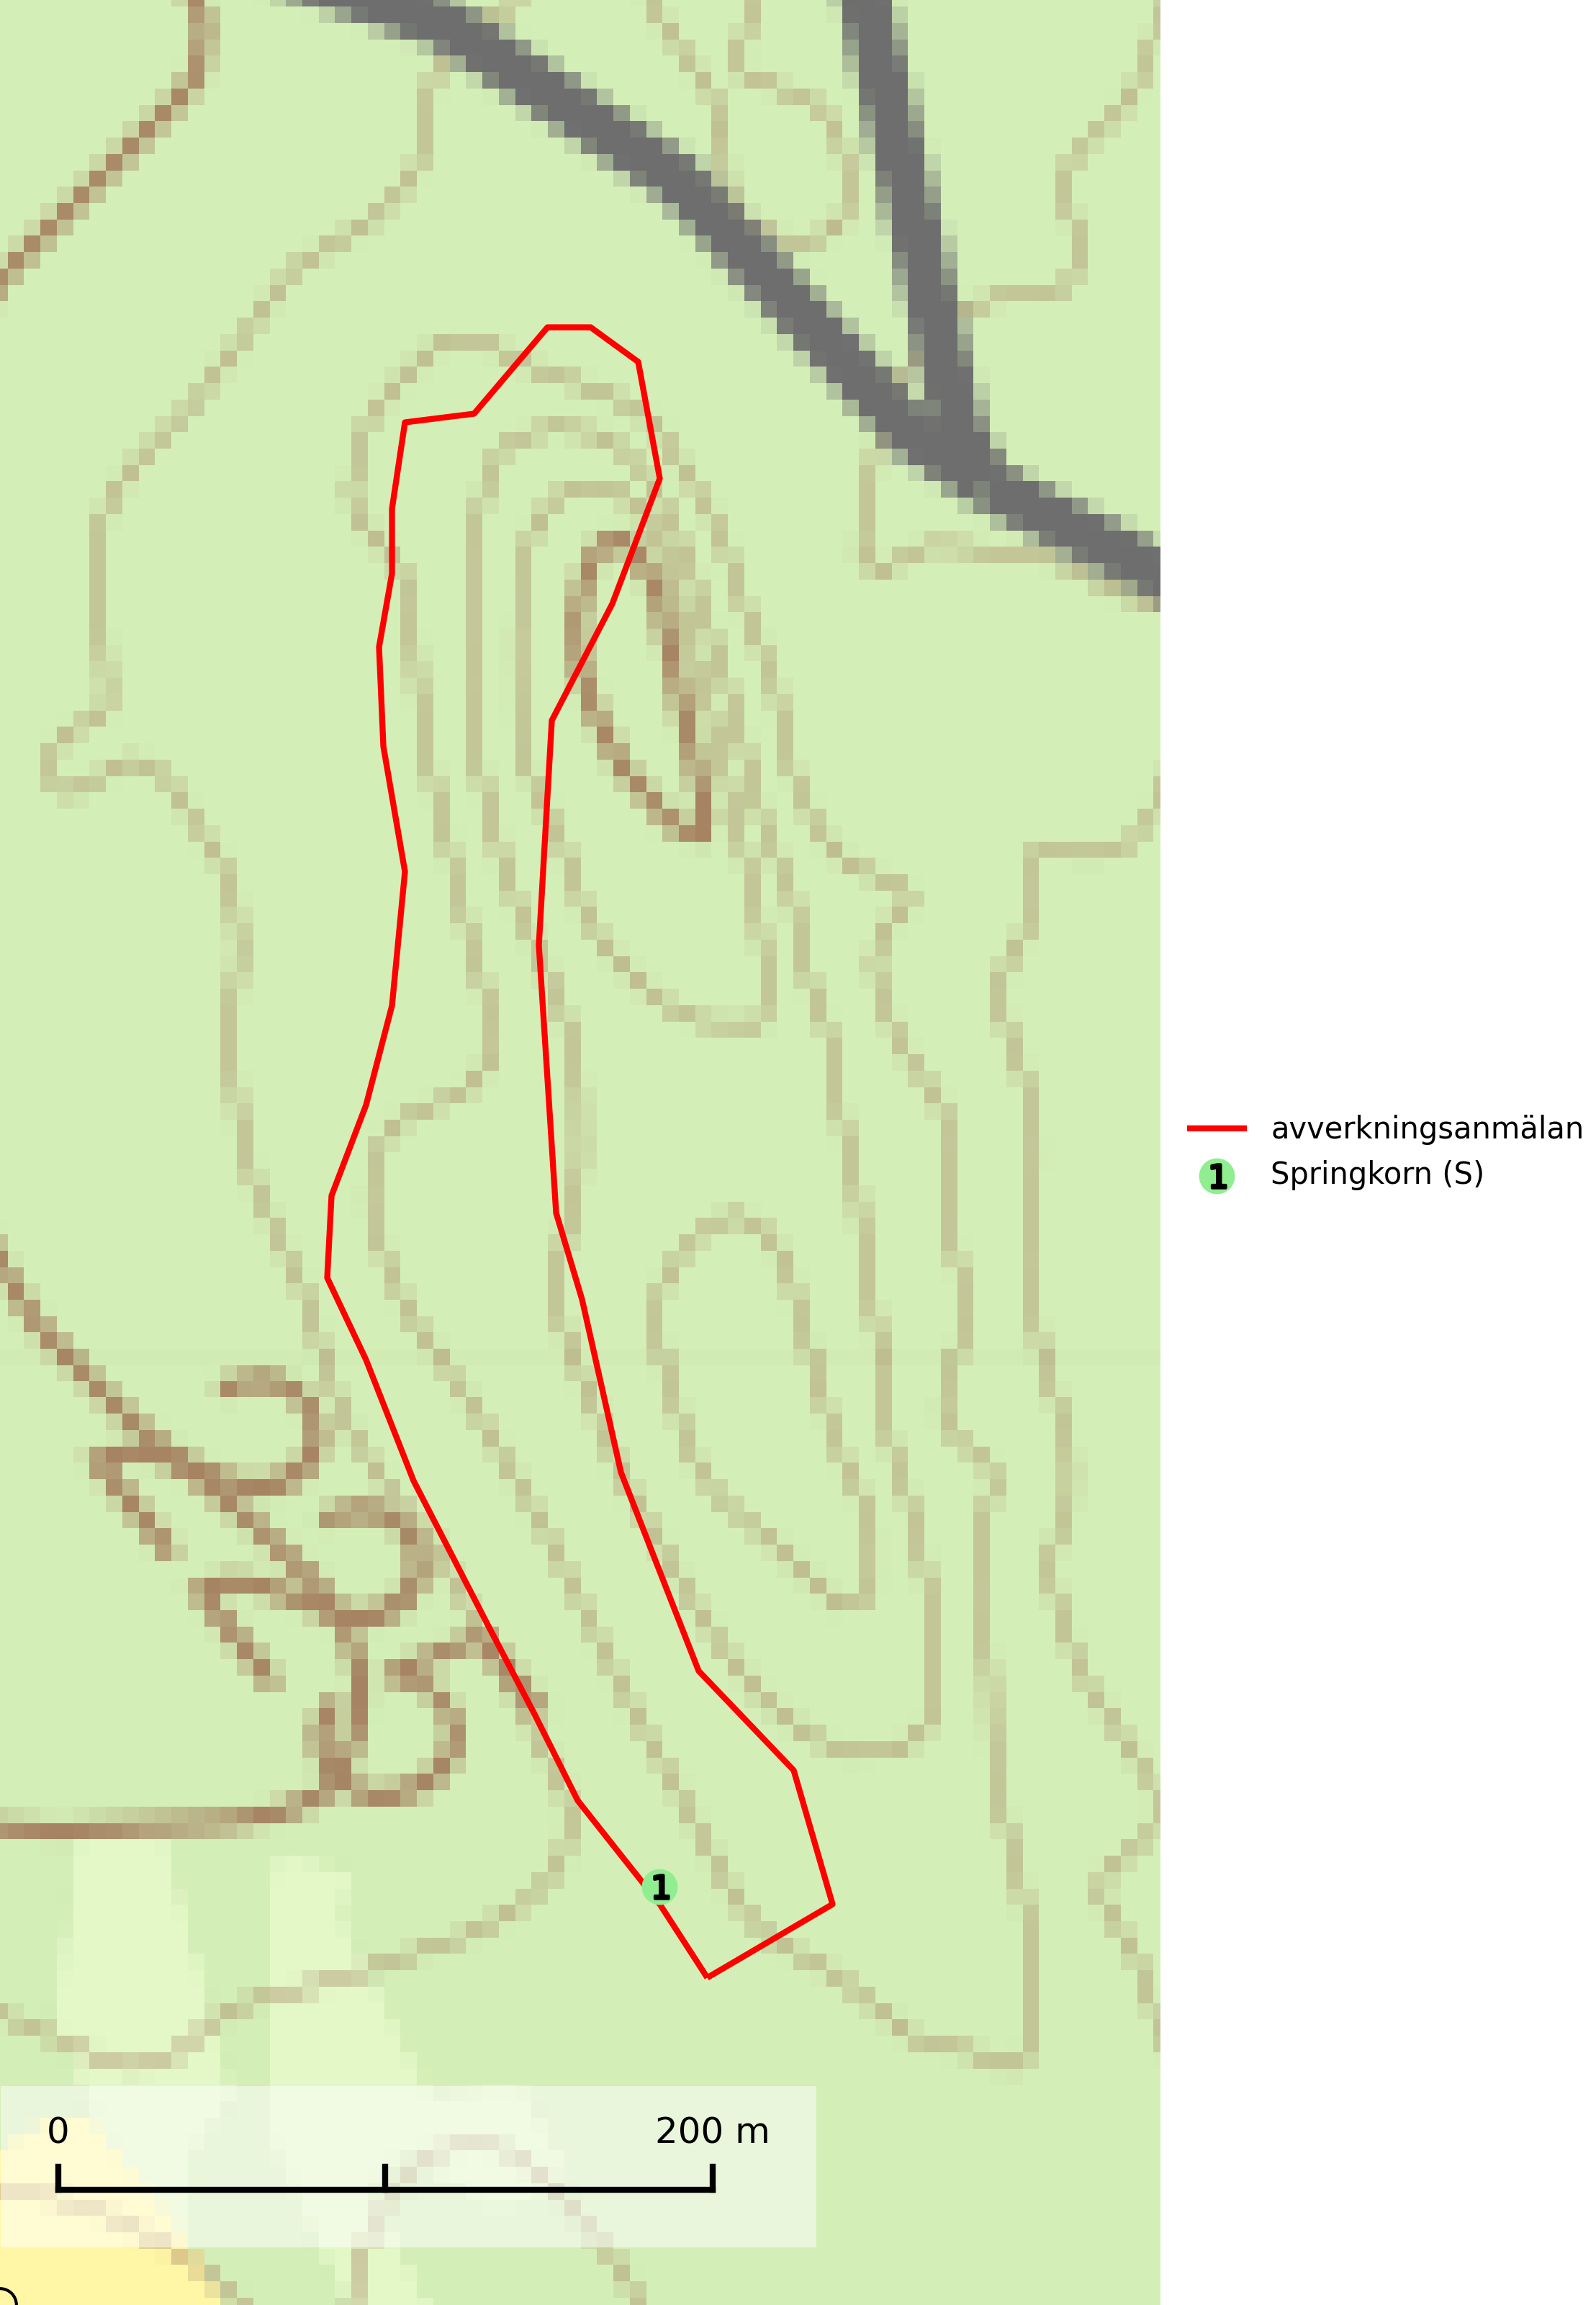 avverkningsanmälan
1 Springkorn (S)
1
0 200 m